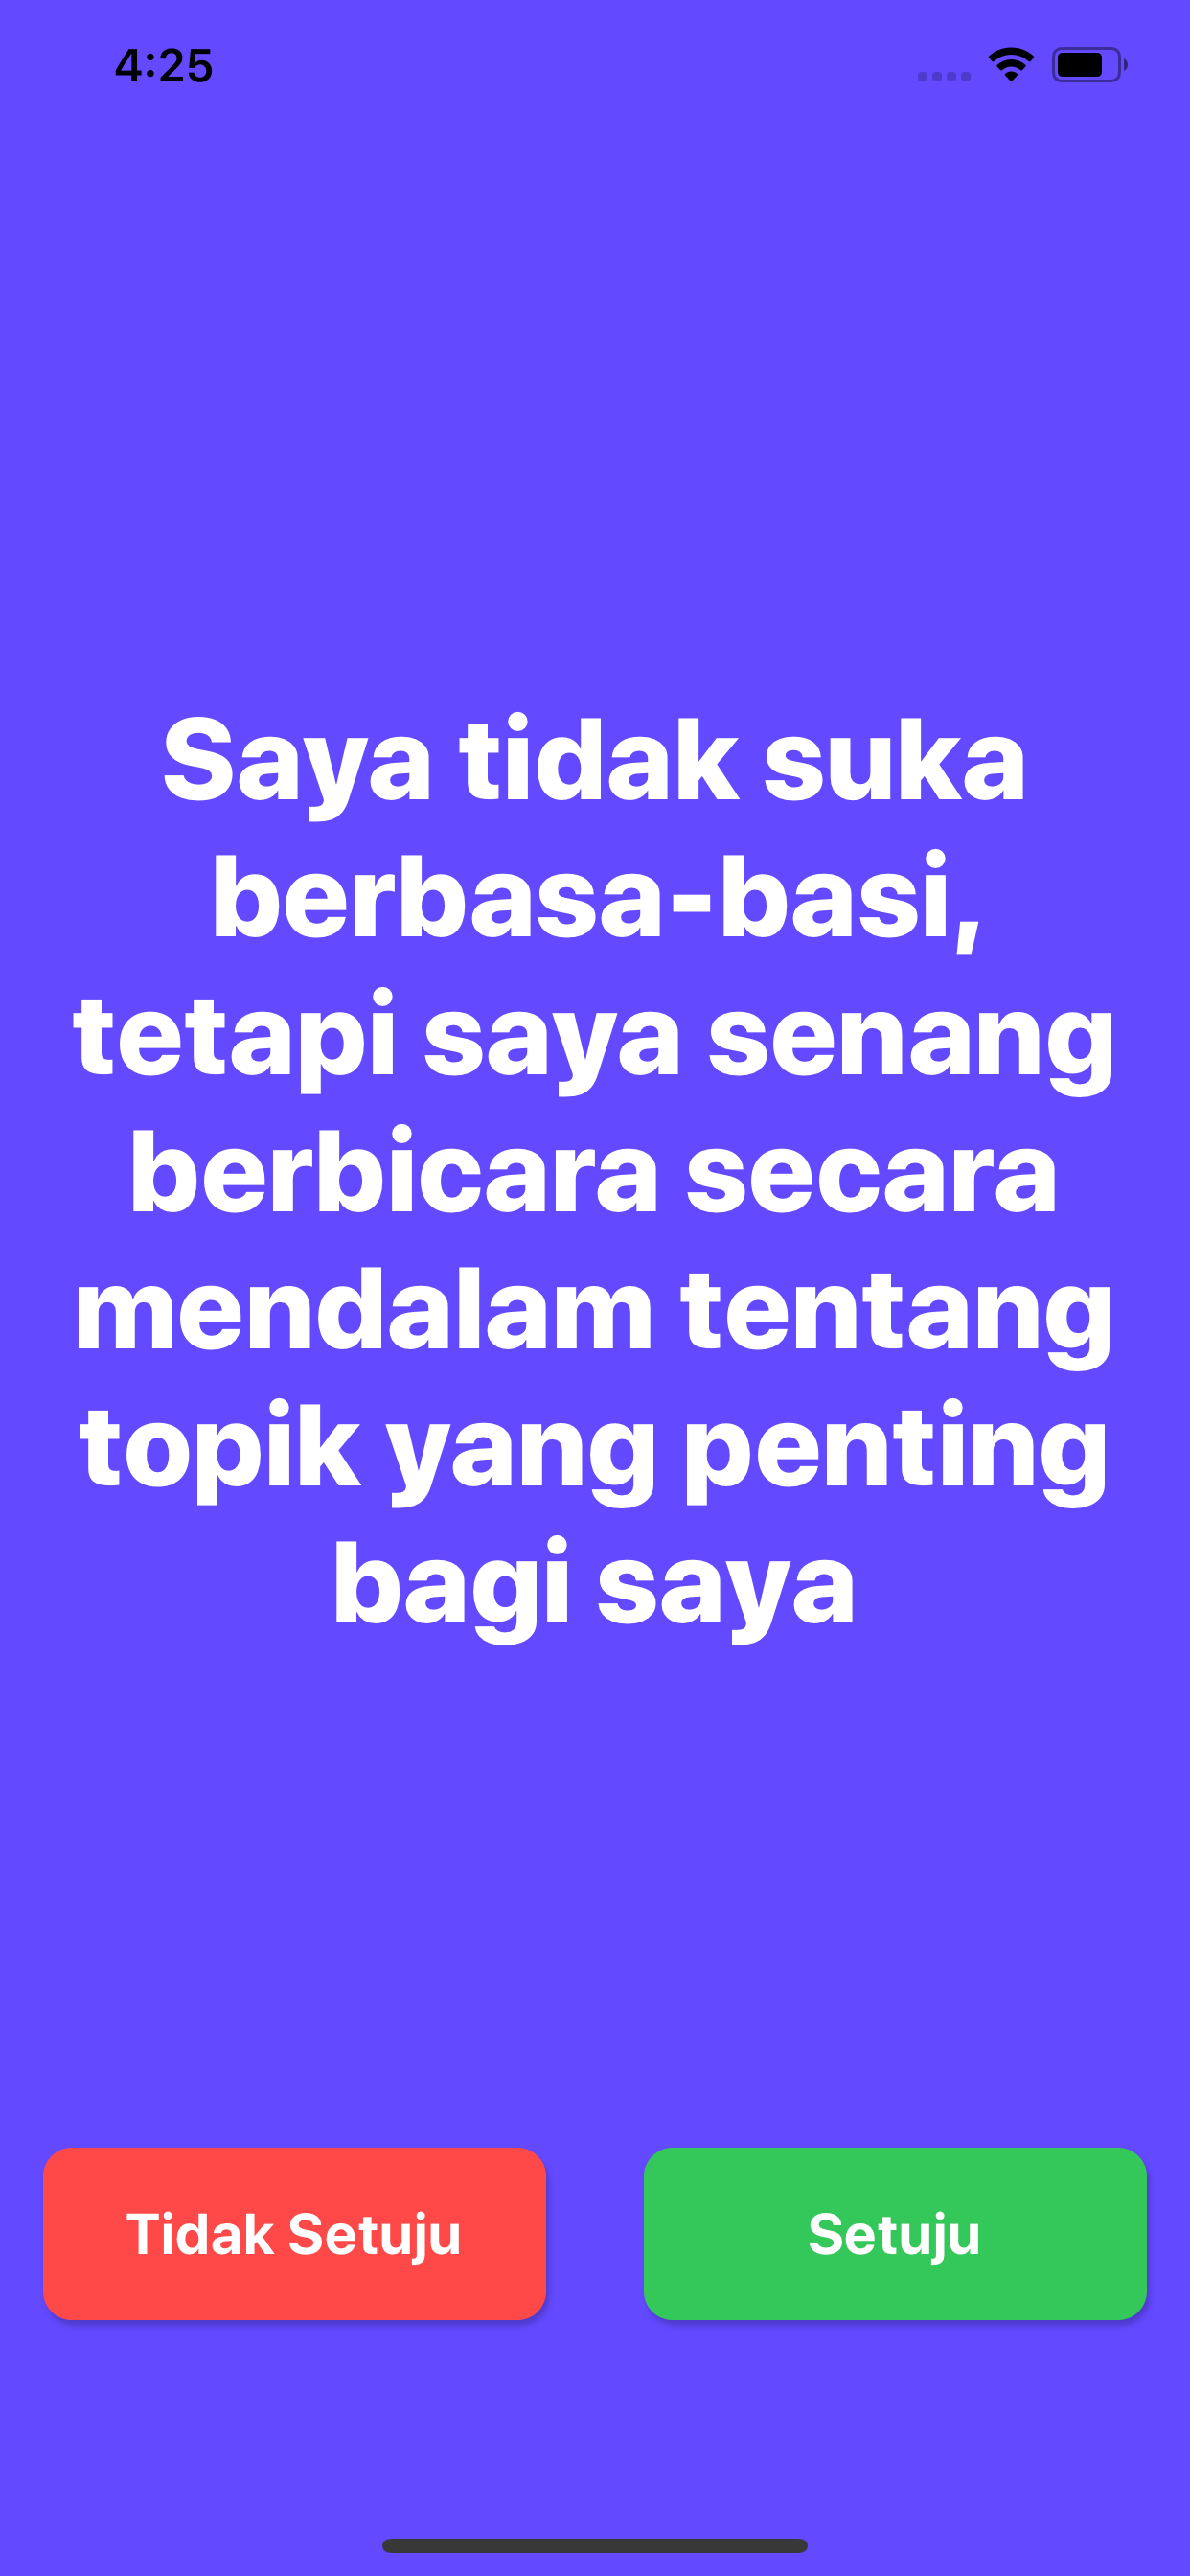 4:25
Saya tidak suka
berbasa-basi,
tetapi saya senang
berbicara secara
mendalam tentang
topik yang penting
bagi saya
Tidak Setuju
Setuju